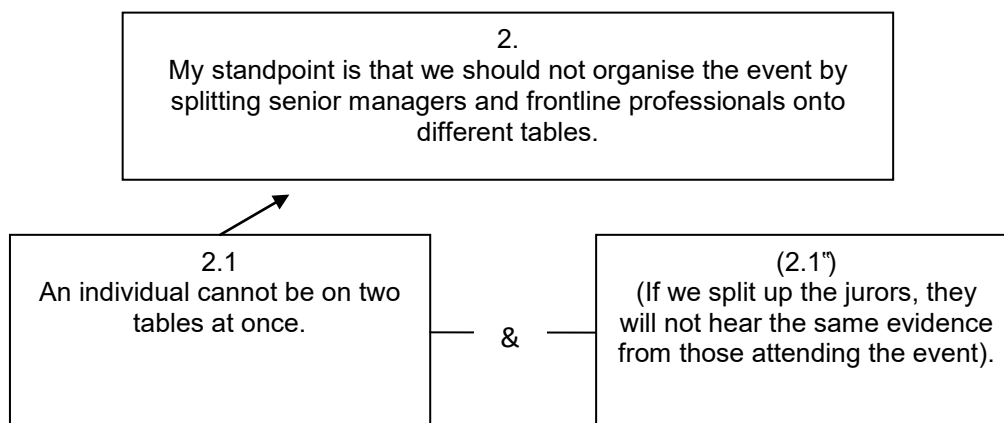 2.
My standpoint is that we should not organise the event by
splitting senior managers and frontline professionals onto
different tables.
2.1
An individual cannot be on two
tables at once.
&
(2.1‟)
(If we split up the jurors, they
will not hear the same evidence
from those attending the event).